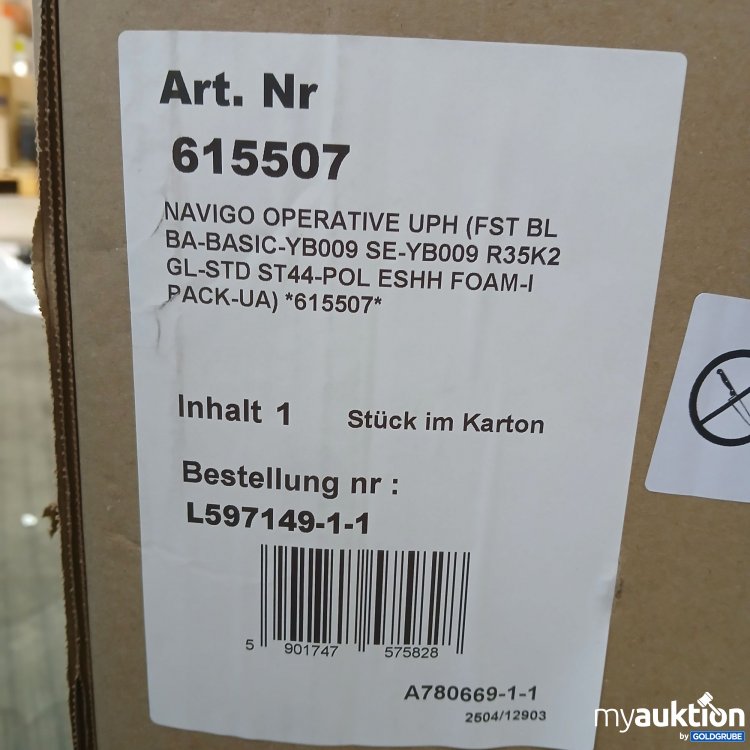 Art. Nr
615507
NAVIGO OPERATIVE UPH (FST BL
BA-BASIC-YB009 SE-YB009 R35K2
GL-STD ST44-POL ESHH FOAM-I
PACK-UA) *615507*
Inhalt 1 Stück im Karton
Bestellung nr :
L597149-1-1
5 901747 575828
A780669-1-1
2504/12903
myauktion
by GOLDGRUBE